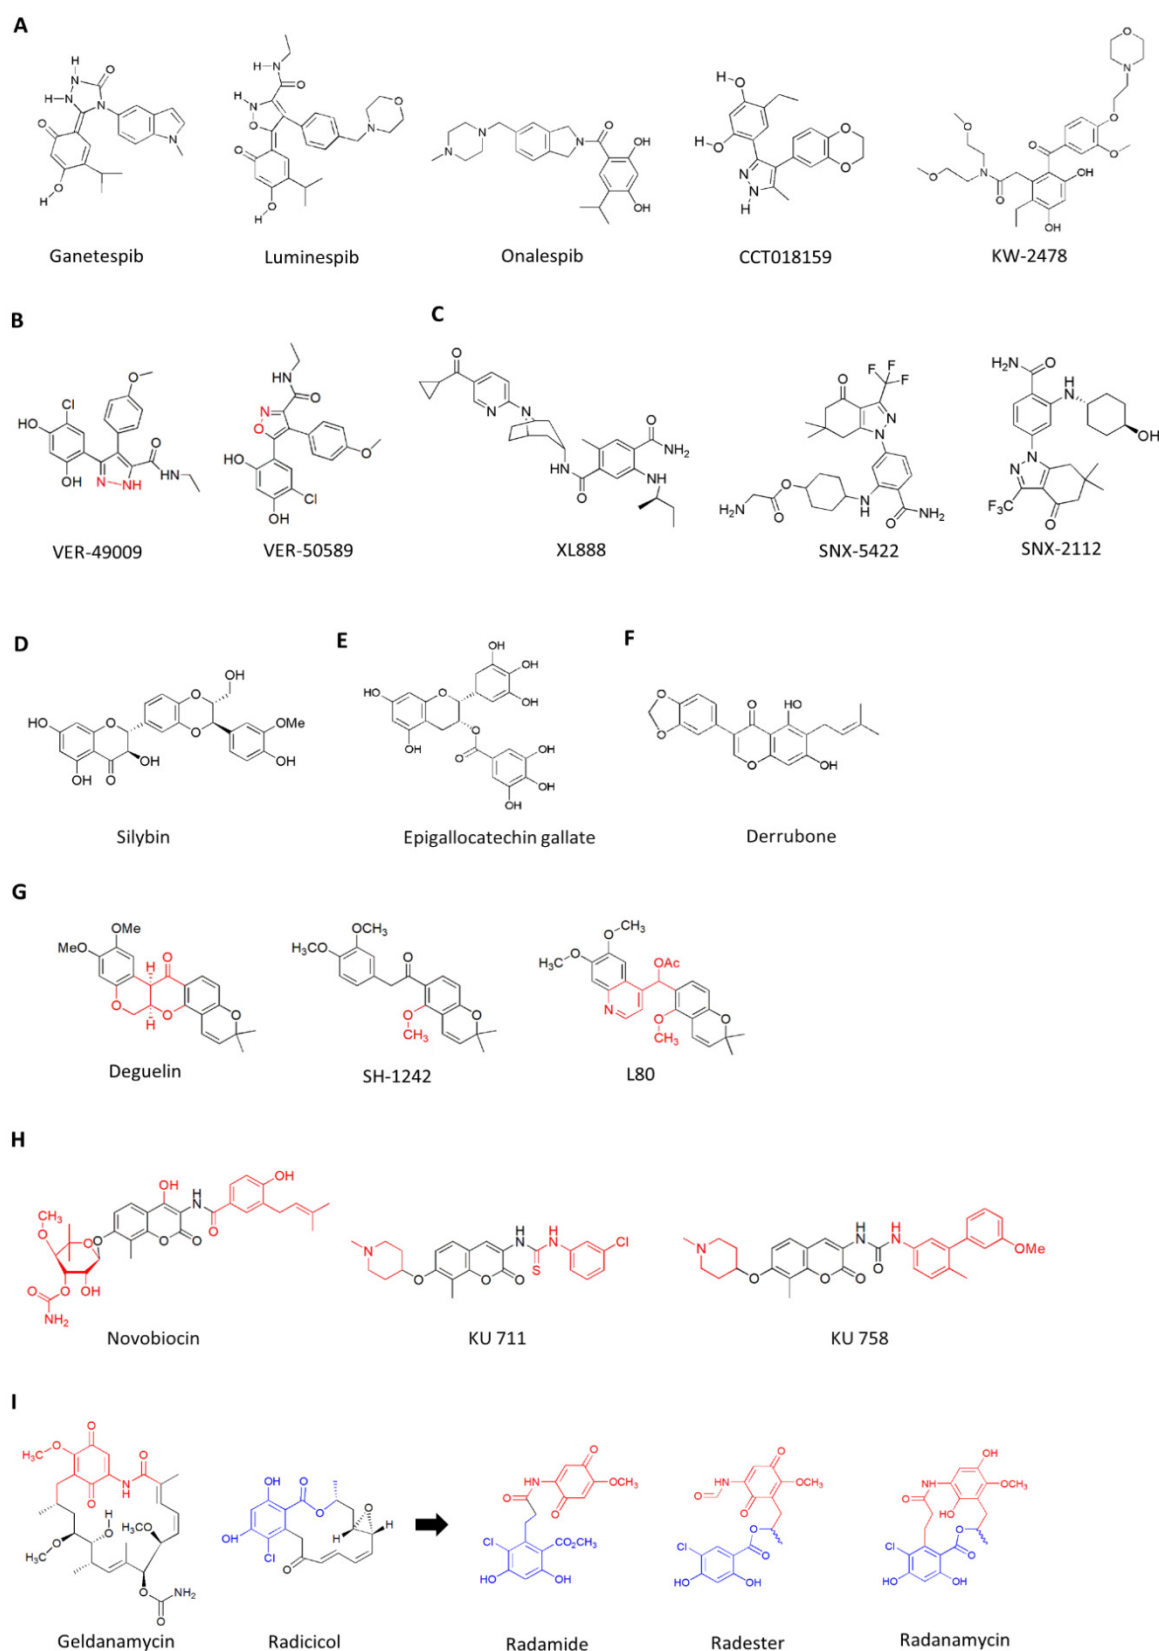 A
Ganetespib
Luminespib
Onalespib
CCT018159
KW-2478
B
C
VER-49009
VER-50589
XL888
SNX-5422
SNX-2112
D
E
F
Silybin
Epigallocatechin gallate
Derrubone
G
Deguelin
SH-1242
L80
H
Novobiocin
KU 711
KU 758
I
Geldanamycin
Radicicol
Radamide
Radester
Radanamycin